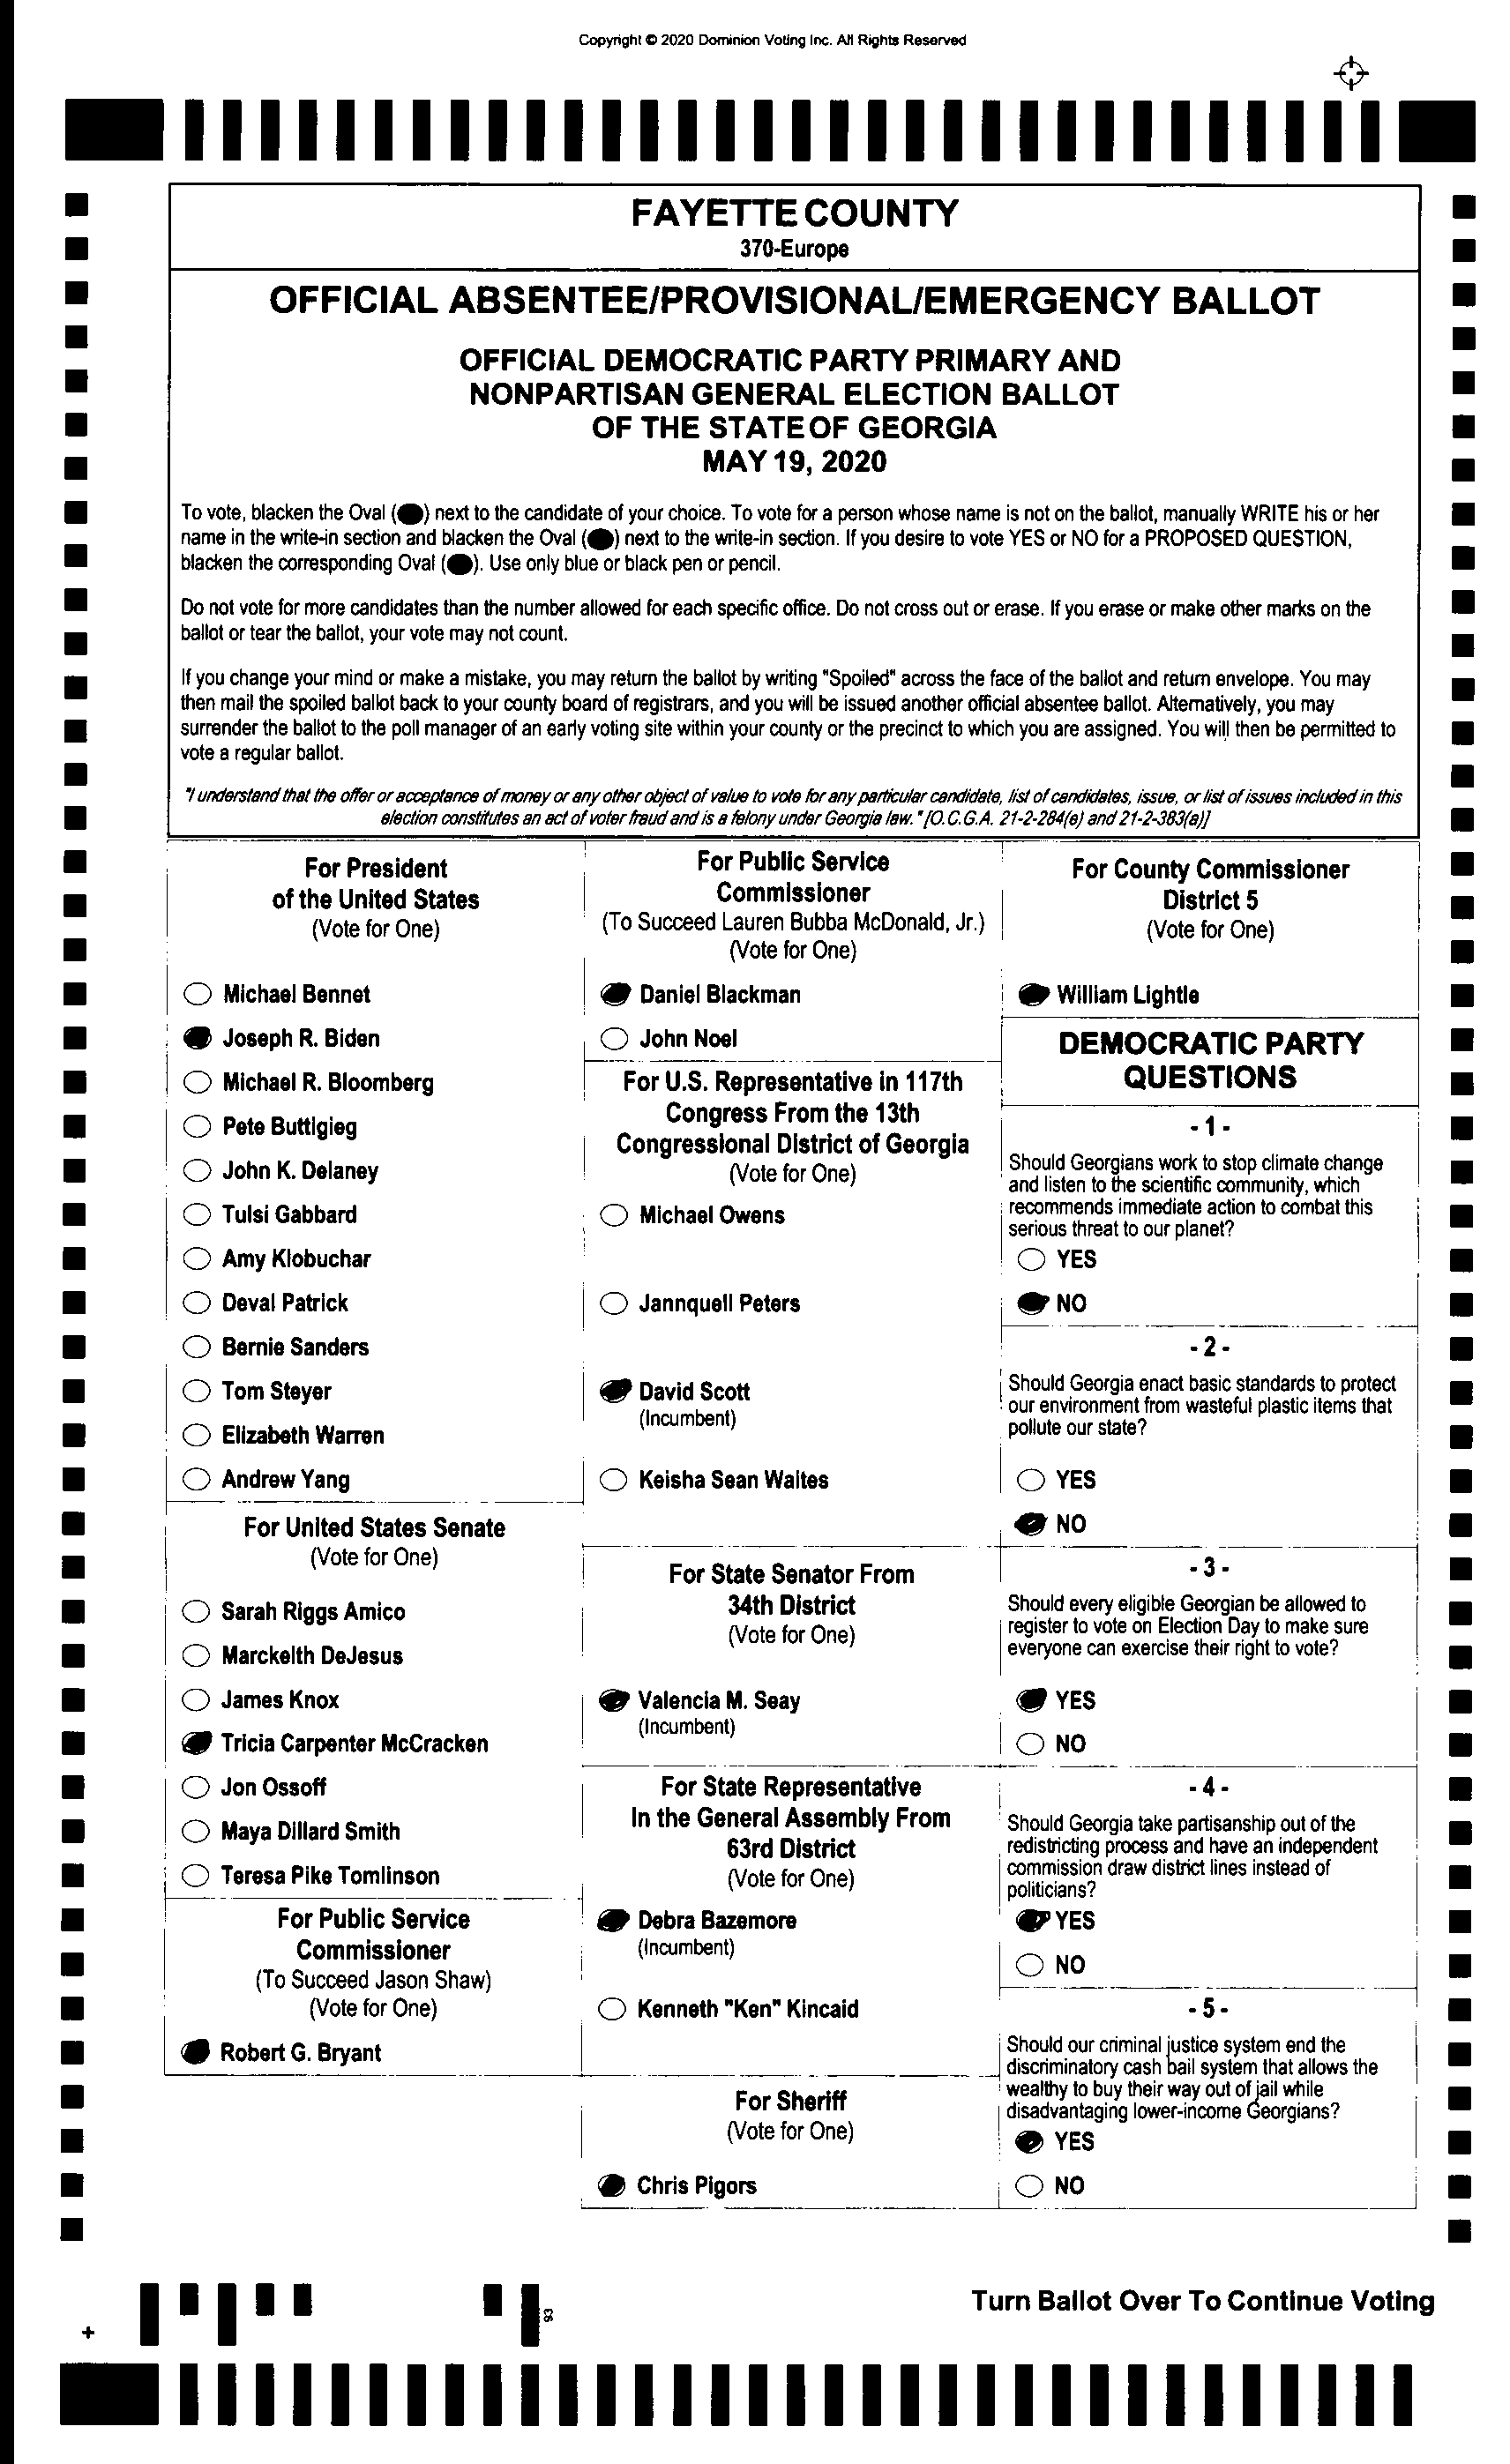 Copyright © 2020 Dominion Voting Inc. All Rights Reserved
FAYETTE COUNTY
370-Europe
OFFICIAL ABSENTEE/PROVISIONAL/EMERGENCY BALLOT
OFFICIAL DEMOCRATIC PARTY PRIMARY AND
NONPARTISAN GENERAL ELECTION BALLOT
OF THE STATE OF GEORGIA
MAY 19, 2020
To vote, blacken the Oval ( ) next to the candidate of your choice. To vote for a person whose name is not on the ballot, manually WRITE his or her
name in the write-in section and blacken the Oval ( ) next to the write-in section. If you desire to vote YES or NO for a PROPOSED QUESTION,
blacken the corresponding Oval ( ). Use only blue or black pen or pencil.
Do not vote for more candidates than the number allowed for each specific office. Do not cross out or erase. If you erase or make other marks on the
ballot or tear the ballot, your vote may not count.
If you change your mind or make a mistake, you may return the ballot by writing "Spoiled" across the face of the ballot and return envelope. You may
then mail the spoiled ballot back to your county board of registrars, and you will be issued another official absentee ballot. Alternatively, you may
surrender the ballot to the poll manager of an early voting site within your county or the precinct to which you are assigned. You will then be permitted to
vote a regular ballot.
"I understand that the offer or acceptance of money or any other object of value to vote for any particular candidate, list of candidates, issue, or list of issues included in this
election constitutes an act of voter fraud and is a felony under Georgia law." [O.C.G.A. 21-2-284(e) and 21-2-383(a)]
For President
of the United States
(Vote for One)
Michael Bennet
Joseph R. Biden
Michael R. Bloomberg
Pete Buttigieg
John K. Delaney
Tulsi Gabbard
Amy Klobuchar
Deval Patrick
Bernie Sanders
Tom Steyer
Elizabeth Warren
Andrew Yang
For United States Senate
(Vote for One)
Sarah Riggs Amico
Marckeith DeJesus
James Knox
Tricia Carpenter McCracken
Jon Ossoff
Maya Dillard Smith
Teresa Pike Tomlinson
For Public Service
Commissioner
(To Succeed Jason Shaw)
(Vote for One)
Robert G. Bryant
For Public Service
Commissioner
(To Succeed Lauren Bubba McDonald, Jr.)
(Vote for One)
Daniel Blackman
John Noel
For U.S. Representative in 117th
Congress From the 13th
Congressional District of Georgia
(Vote for One)
Michael Owens
Jannquell Peters
David Scott
(Incumbent)
Keisha Sean Waites
For State Senator From
34th District
(Vote for One)
Valencia M. Seay
(Incumbent)
For State Representative
In the General Assembly From
63rd District
(Vote for One)
Debra Bazemore
(Incumbent)
Kenneth "Ken" Kincaid
For Sheriff
(Vote for One)
Chris Pigors
For County Commissioner
District 5
(Vote for One)
William Lightle
DEMOCRATIC PARTY
QUESTIONS
- 1 -
Should Georgians work to stop climate change
and listen to the scientific community, which
recommends immediate action to combat this
serious threat to our planet?
YES
NO
- 2 -
Should Georgia enact basic standards to protect
our environment from wasteful plastic items that
pollute our state?
YES
NO
- 3 -
Should every eligible Georgian be allowed to
register to vote on Election Day to make sure
everyone can exercise their right to vote?
YES
NO
- 4 -
Should Georgia take partisanship out of the
redistricting process and have an independent
commission draw district lines instead of
politicians?
YES
NO
- 5 -
Should our criminal justice system end the
discriminatory cash bail system that allows the
wealthy to buy their way out of jail while
disadvantaging lower-income Georgians?
YES
NO
93
Turn Ballot Over To Continue Voting